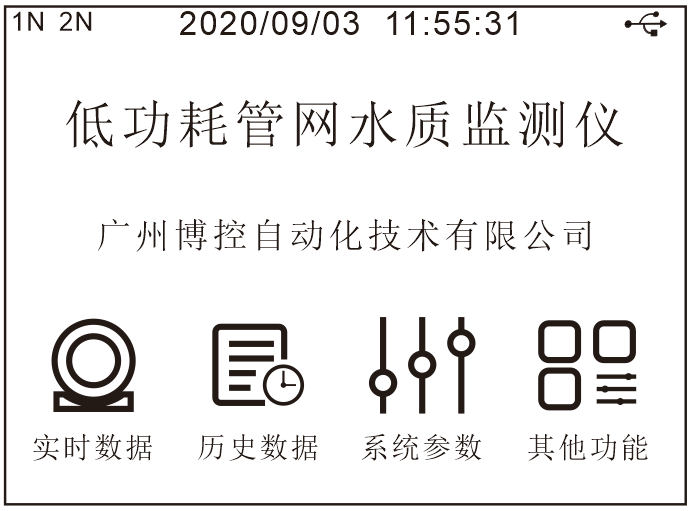 1N 2N 2020/09/03 11:55:31
低功耗管网水质监测仪
广州博控自动化技术有限公司
实时数据 历史数据 系统参数 其他功能